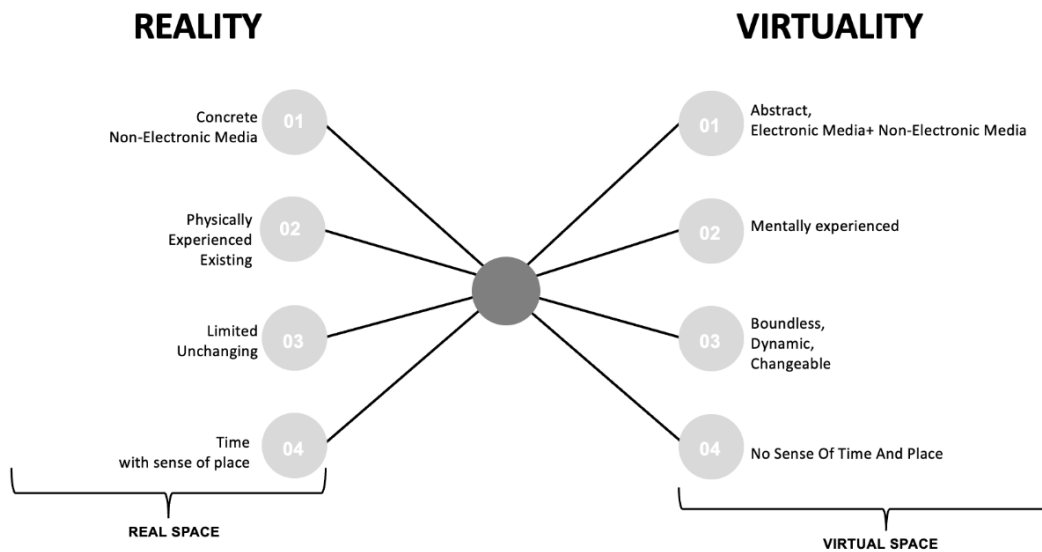 REALITY
VIRTUALITY
01
Concrete
Non-Electronic Media
02
Physically
Experienced
Existing
03
Limited
Unchanging
04
Time
with sense of place
REAL SPACE
01
Abstract,
Electronic Media+ Non-Electronic Media
02
Mentally experienced
03
Boundless,
Dynamic,
Changeable
04
No Sense Of Time And Place
VIRTUAL SPACE